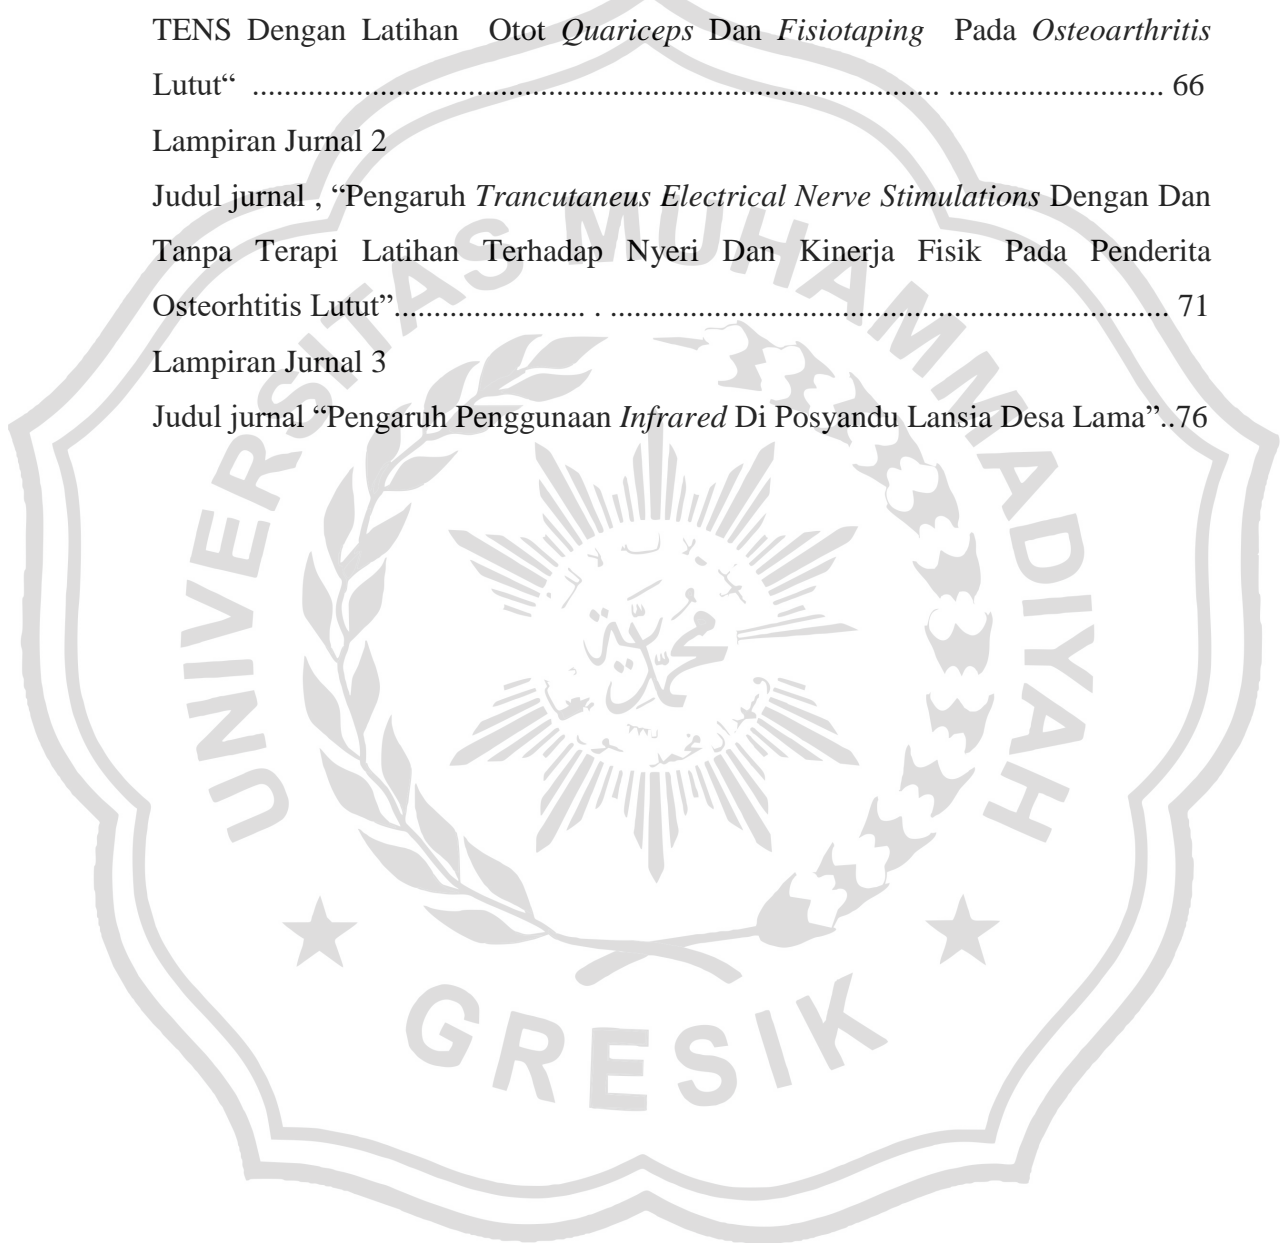 TENS Dengan Latihan Otot Quariceps Dan Fisiotaping Pada Osteoarthritis
Lutut“ ...................................................................................... ........................... 66
Lampiran Jurnal 2
Judul jurnal , “Pengaruh Trancutaneus Electrical Nerve Stimulations Dengan Dan
Tanpa Terapi Latihan Terhadap Nyeri Dan Kinerja Fisik Pada Penderita
Osteorhtitis Lutut”........................ . ...................................................................... 71
Lampiran Jurnal 3
Judul jurnal “Pengaruh Penggunaan Infrared Di Posyandu Lansia Desa Lama”..76
UNIVERSITAS MUHAMMADIYAH
GRESIK